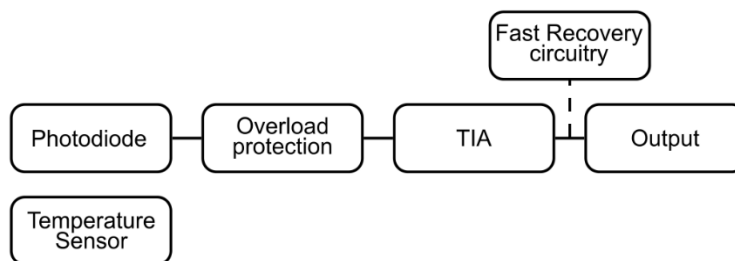 Fast Recovery
circuitry
Photodiode
Overload
protection
TIA
Output
Temperature
Sensor